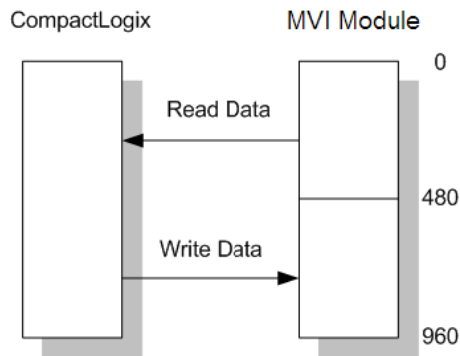 CompactLogix MVI Module
0
Read Data
480
Write Data
960